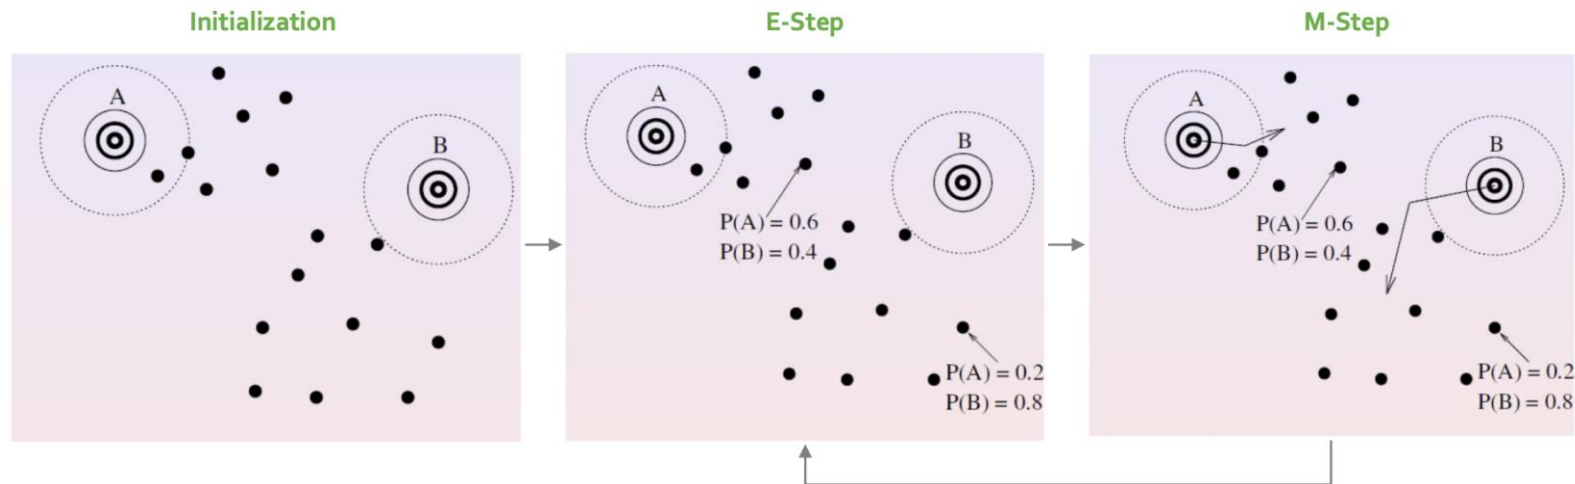 Initialization
E-Step
M-Step
A
B
A
B
P(A) = 0.6
P(B) = 0.4
P(A) = 0.2
P(B) = 0.8
A
B
P(A) = 0.6
P(B) = 0.4
P(A) = 0.2
P(B) = 0.8